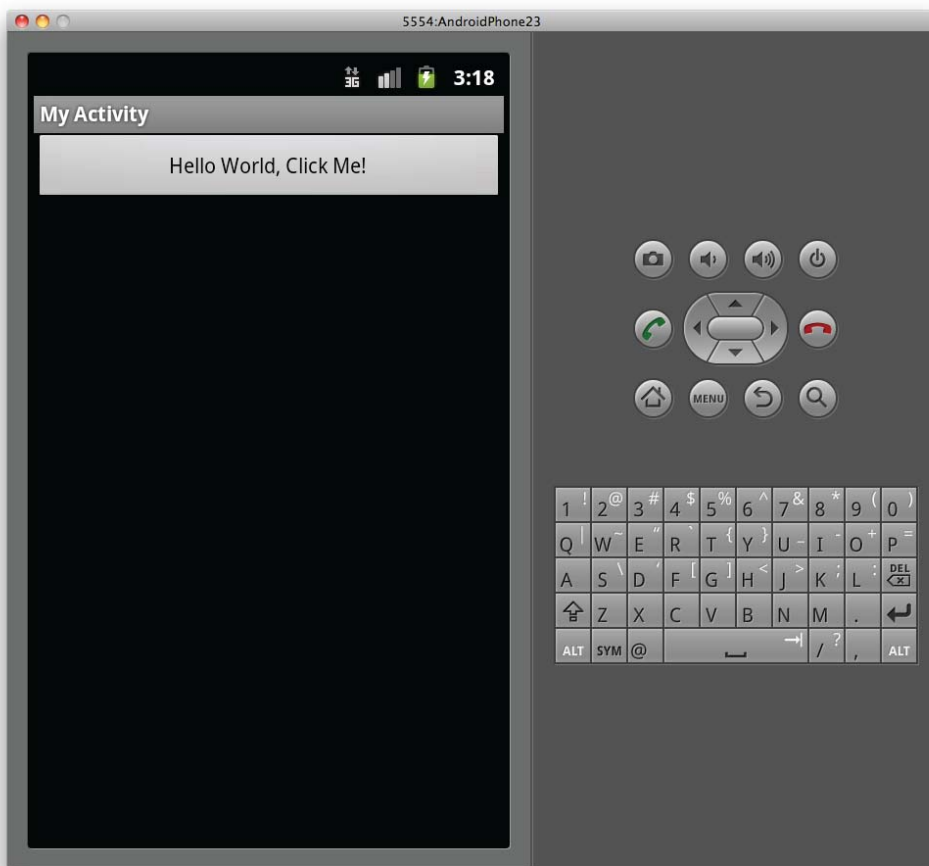 5554:AndroidPhone23
3G 3:18
My Activity
Hello World, Click Me!
MENU
1 ! 2 @ 3 # 4 $ 5 % 6 ^ 7 & 8 * 9 ( 0 )
Q | W ~ E " R ` T { Y } U _ I - O + P =
A S \ D ' F [ G ] H < J > K ; L : DEL
Z X C V B N M .
ALT SYM @ / ? , ALT